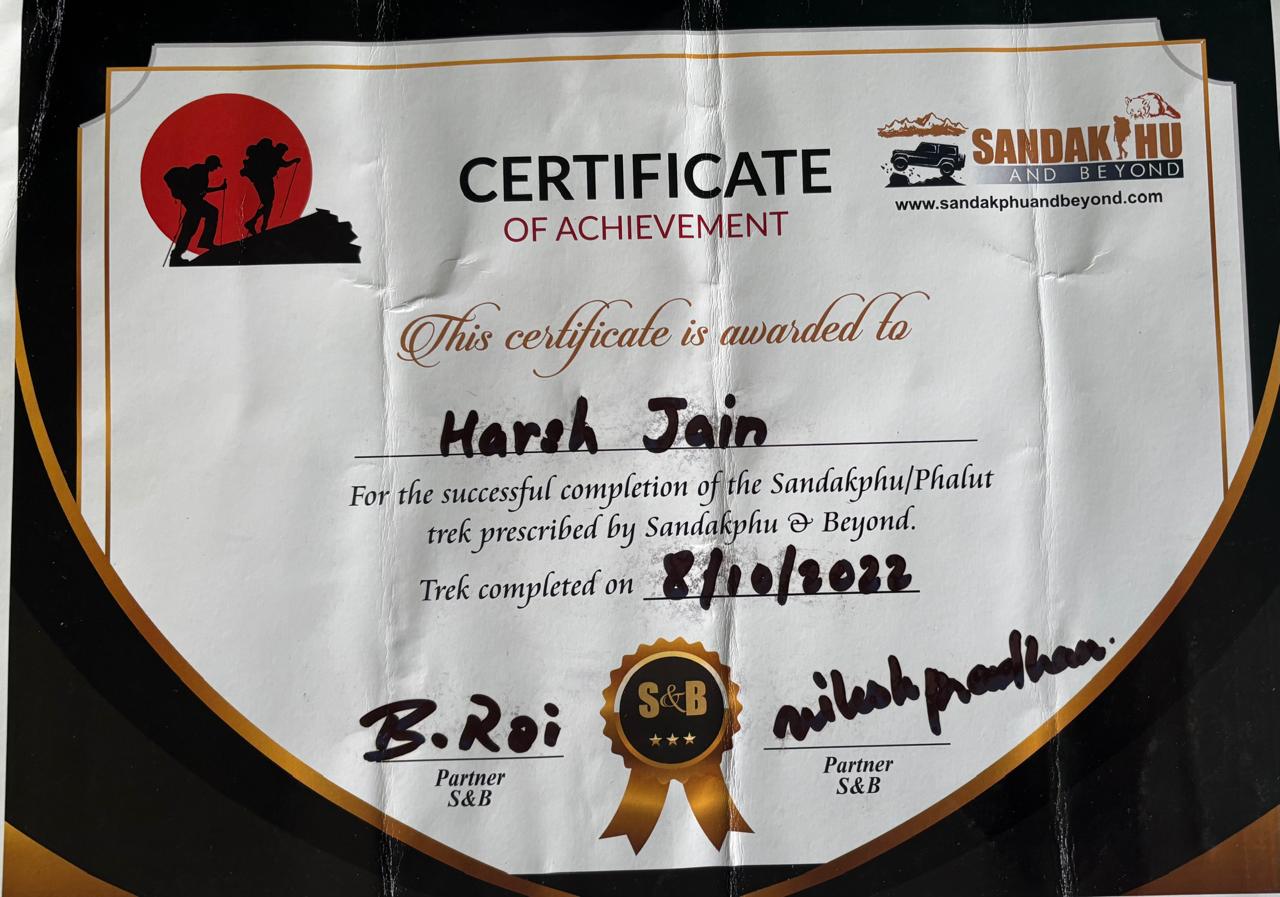 CERTIFICATE
OF ACHIEVEMENT
SANDAKPHU
AND BEYOND
www.sandakphuandbeyond.com
This certificate is awarded to
Harsh Jain
For the successful completion of the Sandakphu/Phalut
trek prescribed by Sandakphu & Beyond.
Trek completed on 8/10/2022
B. Roi
Partner
S&B
S&B
nikesh pradhan.
Partner
S&B